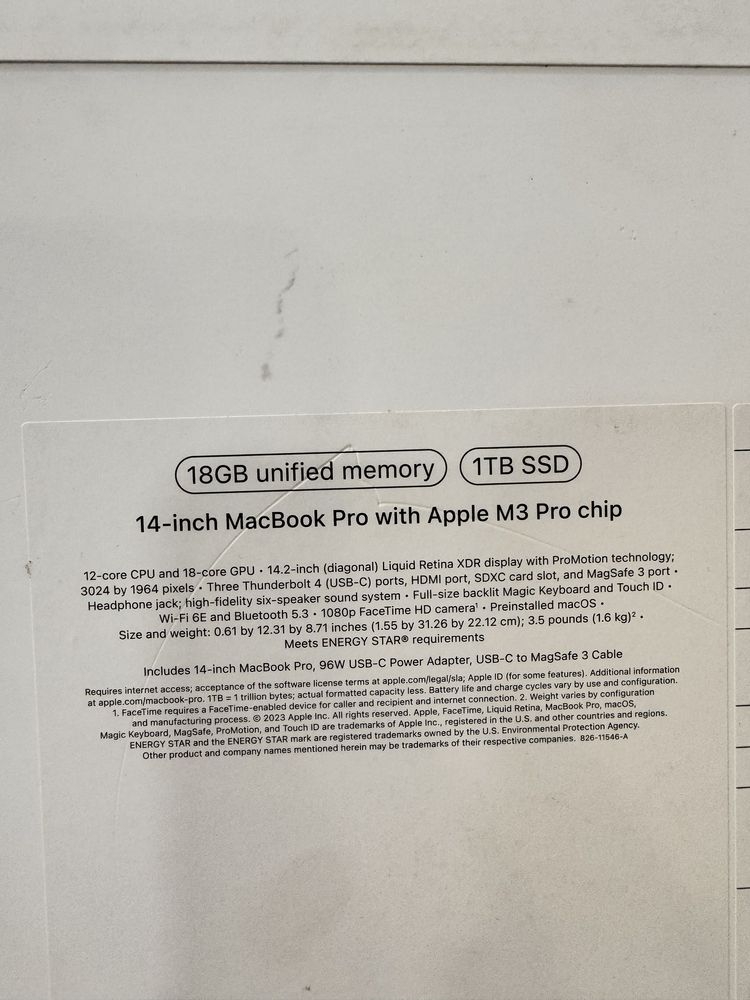 18GB unified memory 1TB SSD
14-inch MacBook Pro with Apple M3 Pro chip
12-core CPU and 18-core GPU • 14.2-inch (diagonal) Liquid Retina XDR display with ProMotion technology;
3024 by 1964 pixels • Three Thunderbolt 4 (USB-C) ports, HDMI port, SDXC card slot, and MagSafe 3 port •
Headphone jack; high-fidelity six-speaker sound system • Full-size backlit Magic Keyboard and Touch ID •
Wi-Fi 6E and Bluetooth 5.3 • 1080p FaceTime HD camera¹ • Preinstalled macOS •
Size and weight: 0.61 by 12.31 by 8.71 inches (1.55 by 31.26 by 22.12 cm); 3.5 pounds (1.6 kg)² •
Meets ENERGY STAR® requirements
Includes 14-inch MacBook Pro, 96W USB-C Power Adapter, USB-C to MagSafe 3 Cable
Requires internet access; acceptance of the software license terms at apple.com/legal/sla; Apple ID (for some features). Additional information
at apple.com/macbook-pro. 1TB = 1 trillion bytes; actual formatted capacity less. Battery life and charge cycles vary by use and configuration.
1. FaceTime requires a FaceTime-enabled device for caller and recipient and internet connection. 2. Weight varies by configuration
and manufacturing process. © 2023 Apple Inc. All rights reserved. Apple, FaceTime, Liquid Retina, MacBook Pro, macOS,
Magic Keyboard, MagSafe, ProMotion, and Touch ID are trademarks of Apple Inc., registered in the U.S. and other countries and regions.
ENERGY STAR and the ENERGY STAR mark are registered trademarks owned by the U.S. Environmental Protection Agency.
Other product and company names mentioned herein may be trademarks of their respective companies. 826-11546-A